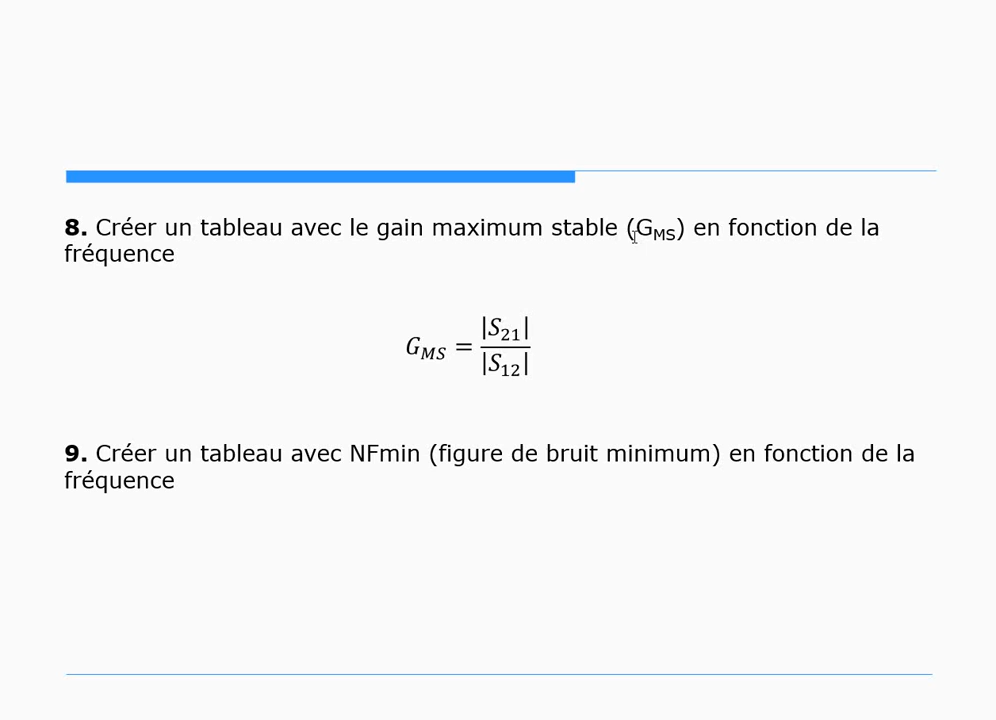 8. Créer un tableau avec le gain maximum stable (GMS) en fonction de la
fréquence
GMS = |S21| / |S12|
9. Créer un tableau avec NFmin (figure de bruit minimum) en fonction de la
fréquence